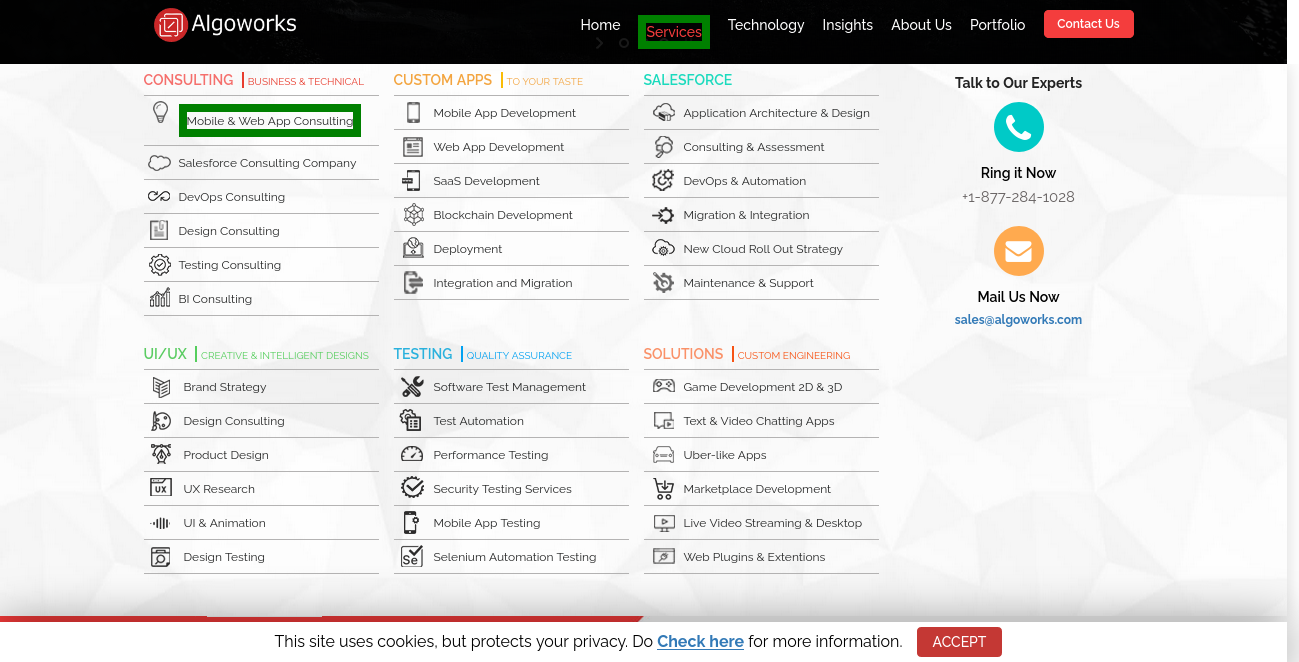 Algoworks
Home Services Technology Insights About Us Portfolio Contact Us
CONSULTING BUSINESS & TECHNICAL
Mobile & Web App Consulting
Salesforce Consulting Company
DevOps Consulting
Design Consulting
Testing Consulting
BI Consulting
CUSTOM APPS TO YOUR TASTE
Mobile App Development
Web App Development
SaaS Development
Blockchain Development
Deployment
Integration and Migration
SALESFORCE
Application Architecture & Design
Consulting & Assessment
DevOps & Automation
Migration & Integration
New Cloud Roll Out Strategy
Maintenance & Support
Talk to Our Experts
Ring it Now
+1-877-284-1028
Mail Us Now
sales@algoworks.com
UI/UX CREATIVE & INTELLIGENT DESIGNS
Brand Strategy
Design Consulting
Product Design
UX
UX Research
UI & Animation
Design Testing
TESTING QUALITY ASSURANCE
Software Test Management
Test Automation
Performance Testing
Security Testing Services
Mobile App Testing
Se
Selenium Automation Testing
SOLUTIONS CUSTOM ENGINEERING
Game Development 2D & 3D
Text & Video Chatting Apps
Uber-like Apps
Marketplace Development
Live Video Streaming & Desktop
Web Plugins & Extentions
This site uses cookies, but protects your privacy. Do Check here for more information. ACCEPT